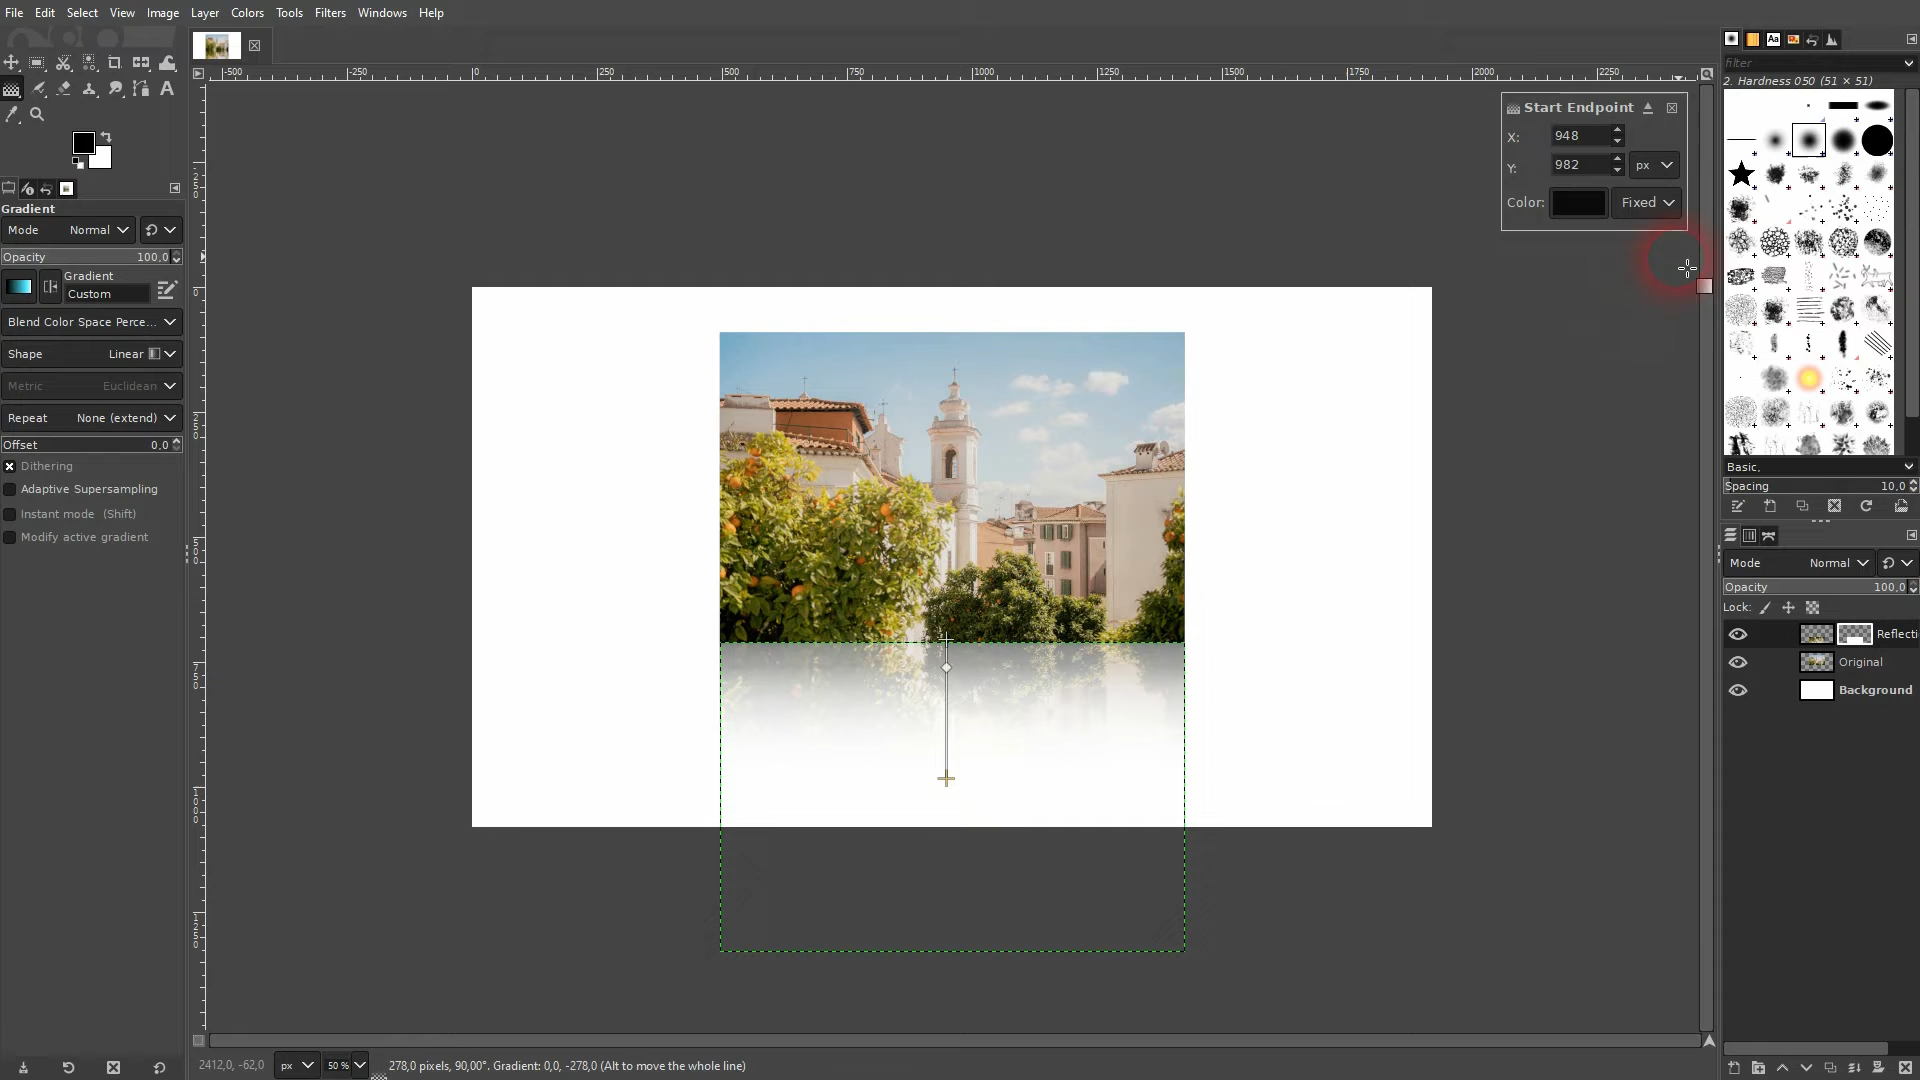 File Edit Select View Image Layer Colors Tools Filters Windows Help
-500 -250 0 250 500 750 1000 1250 1500 1750 2000 2250
filter
2. Hardness 050 (51 × 51)
Start Endpoint
X: 948
Y: 982 px
Color: Fixed
Gradient
Mode Normal
Opacity 100,0
Gradient
Custom
Blend Color Space Perce...
Shape Linear
Metric Euclidean
Repeat None (extend)
Offset 0,0
Dithering
Adaptive Supersampling
Instant mode (Shift)
Modify active gradient
Basic,
Spacing 10,0
Mode Normal
Opacity 100,0
Lock:
Reflecti
Original
Background
2412,0, -62,0 px 50 % 278,0 pixels, 90,00°. Gradient: 0,0, -278,0 (Alt to move the whole line)